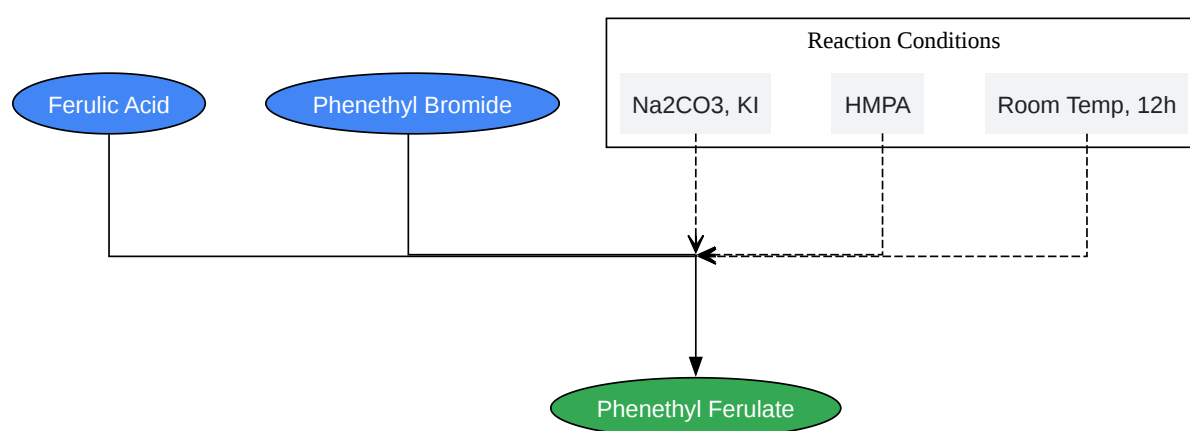 Reaction Conditions
Ferulic Acid
Phenethyl Bromide
Na2CO3, KI
HMPA
Room Temp, 12h
Phenethyl Ferulate